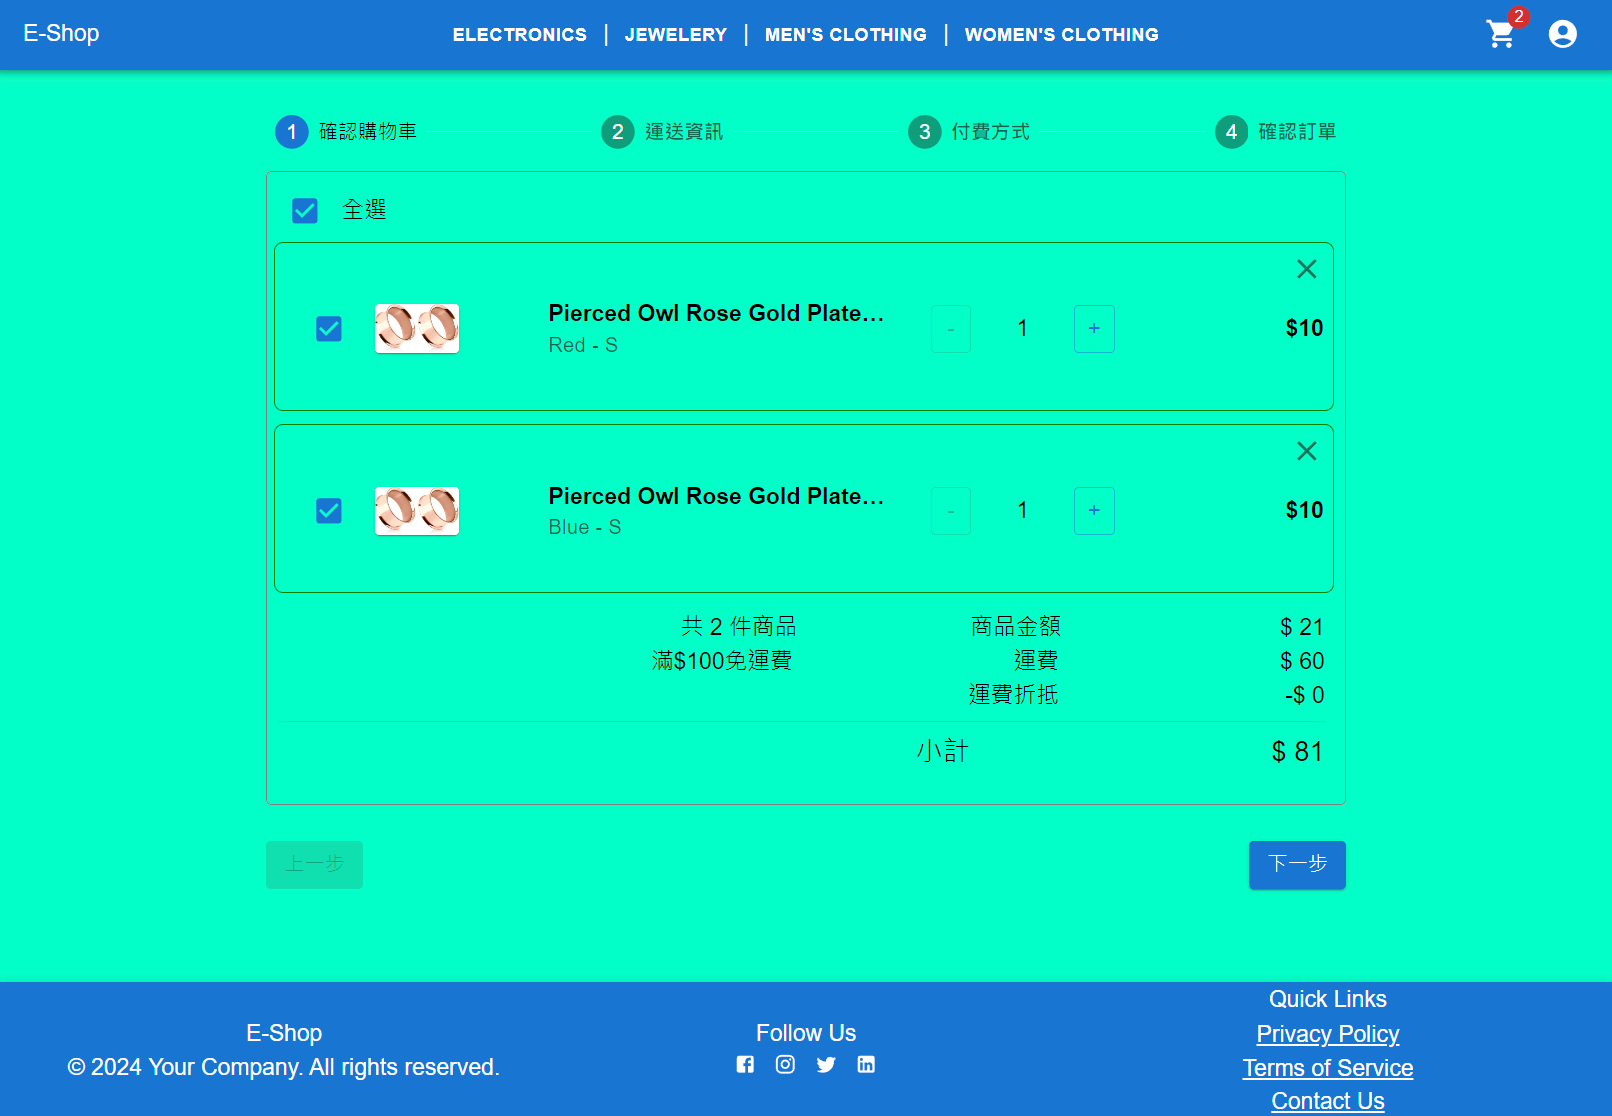 E-Shop
ELECTRONICS | JEWELERY | MEN'S CLOTHING | WOMEN'S CLOTHING
2
1 確認購物車
2 運送資訊
3 付費方式
4 確認訂單
全選
Pierced Owl Rose Gold Plate...
Red - S
- 1 +
$10
Pierced Owl Rose Gold Plate...
Blue - S
- 1 +
$10
共 2 件商品 商品金額 $ 21
滿$100免運費 運費 $ 60
運費折抵 -$ 0
小計 $ 81
上一步
下一步
E-Shop
© 2024 Your Company. All rights reserved.
Follow Us
Quick Links
Privacy Policy
Terms of Service
Contact Us